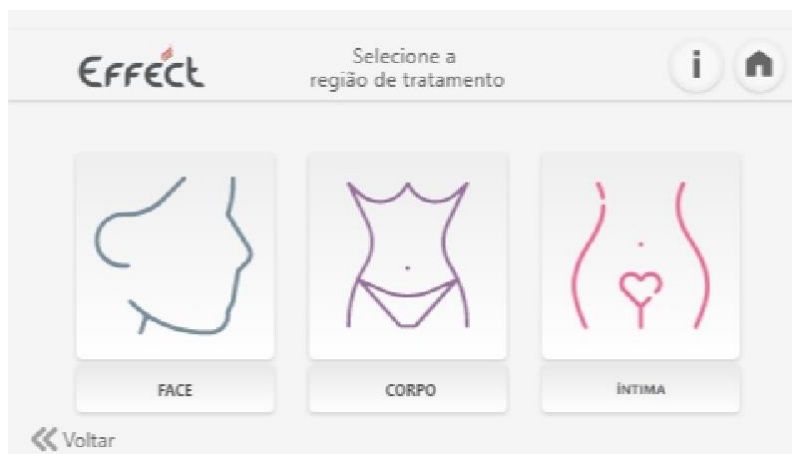 Effect
Selecione a
região de tratamento
i
FACE
CORPO
ÍNTIMA
Voltar